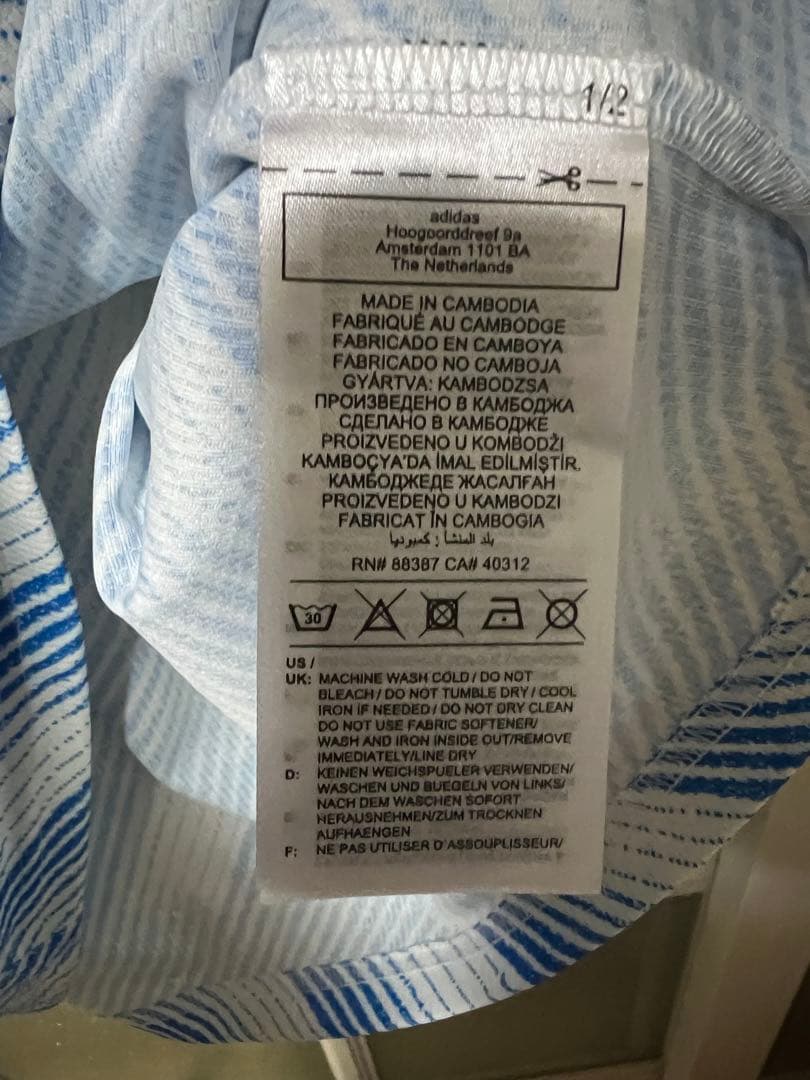 1/2
adidas
Hoogoorddreef 9a
Amsterdam 1101 BA
The Netherlands
MADE IN CAMBODIA
FABRIQUÉ AU CAMBODGE
FABRICADO EN CAMBOYA
FABRICADO NO CAMBOJA
GYÁRTVA: KAMBODZSA
ПРОИЗВЕДЕНО В КАМБОДЖА
СДЕЛАНО В КАМБОДЖЕ
PROIZVEDENO U KOMBODŽI
KAMBOÇYA'DA İMAL EDİLMİŞTİR.
КАМБОДЖЕДЕ ЖАСАЛҒАН
PROIZVEDENO U KAMBODZI
FABRICAT ÎN CAMBOGIA
بلد المنشأ : كمبوديا
RN# 88387 CA# 40312
30
US /
UK: MACHINE WASH COLD / DO NOT
BLEACH / DO NOT TUMBLE DRY / COOL
IRON IF NEEDED / DO NOT DRY CLEAN
DO NOT USE FABRIC SOFTENER/
WASH AND IRON INSIDE OUT/REMOVE
IMMEDIATELY/LINE DRY
D: KEINEN WEICHSPUELER VERWENDEN/
WASCHEN UND BUEGELN VON LINKS/
NACH DEM WASCHEN SOFORT
HERAUSNEHMEN/ZUM TROCKNEN
AUFHAENGEN
F: NE PAS UTILISER D'ASSOUPLISSEUR/